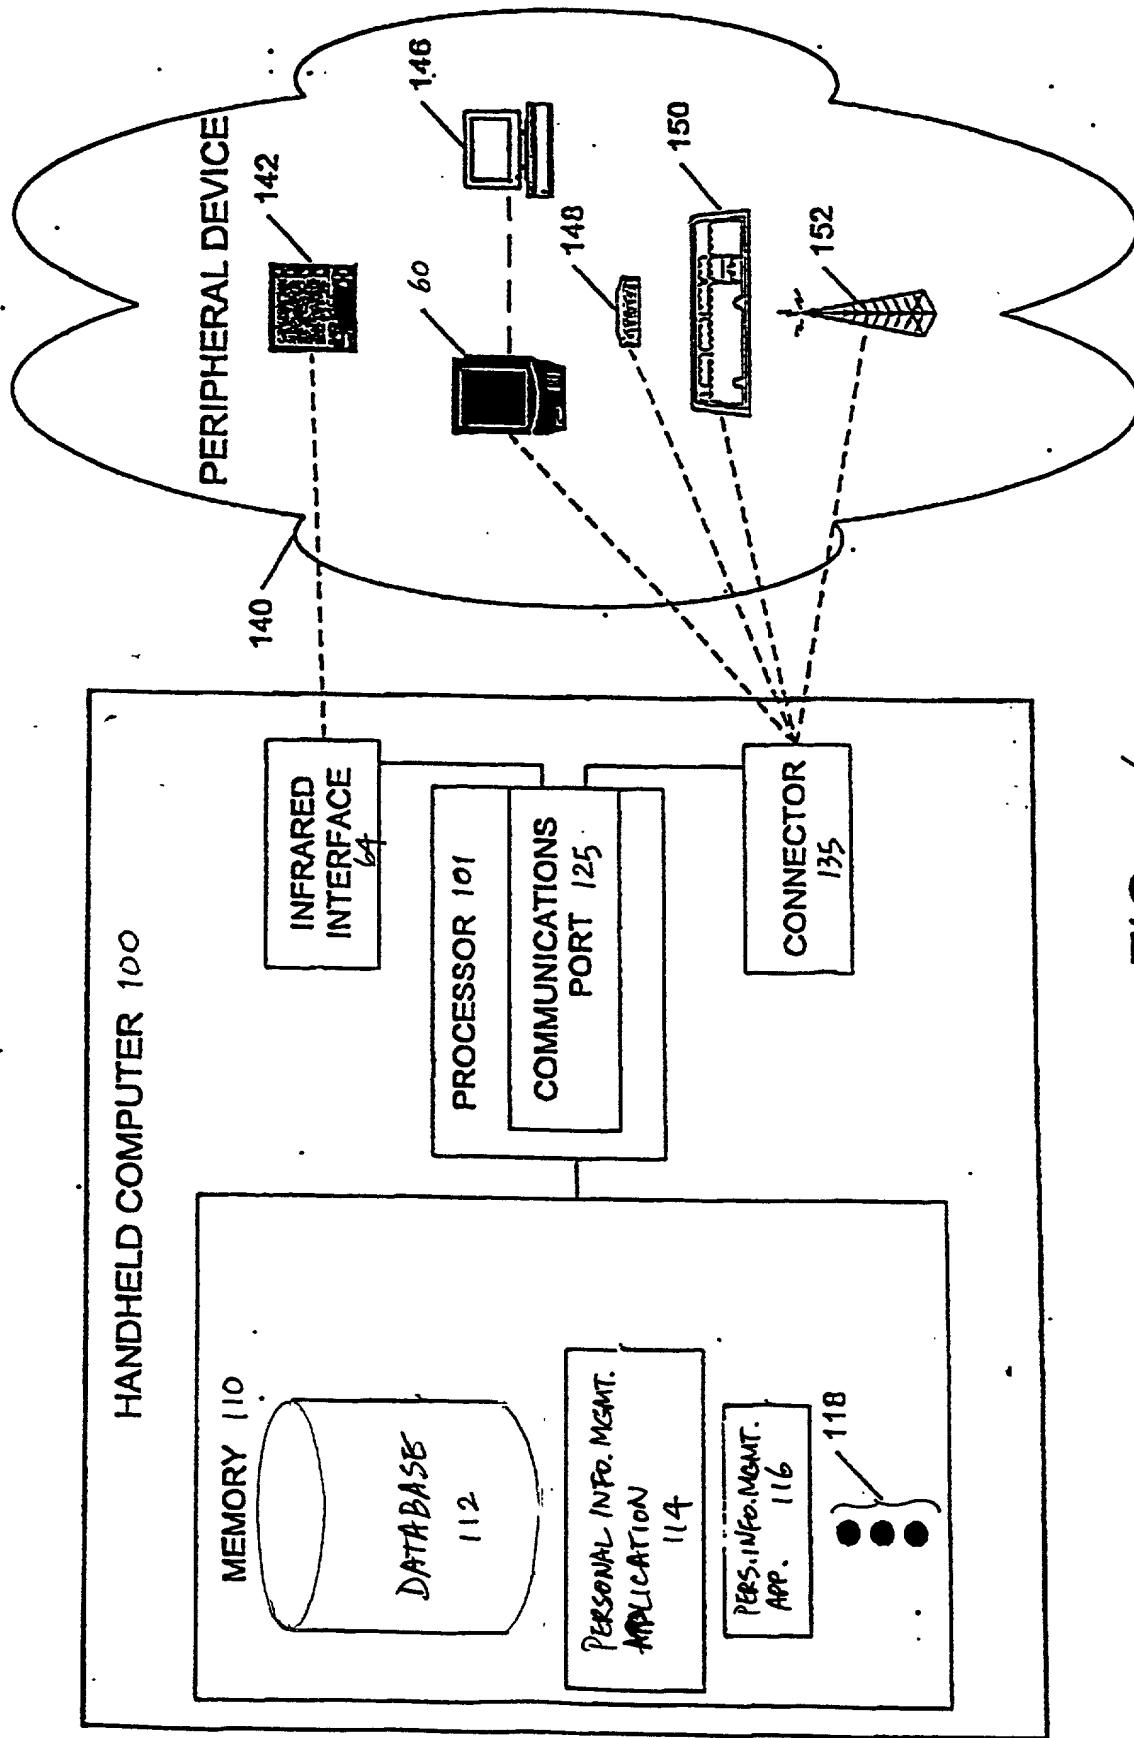 HANDHELD COMPUTER 100
MEMORY 110
DATABASE
112
PERSONAL INFO. MGMT.
APPLICATION
114
PERS. INFO. MGMT.
APP. 116
118
PROCESSOR 101
COMMUNICATIONS
PORT 125
INFRARED
INTERFACE
64
CONNECTOR
135
140
PERIPHERAL DEVICE
142
60
146
148
150
152